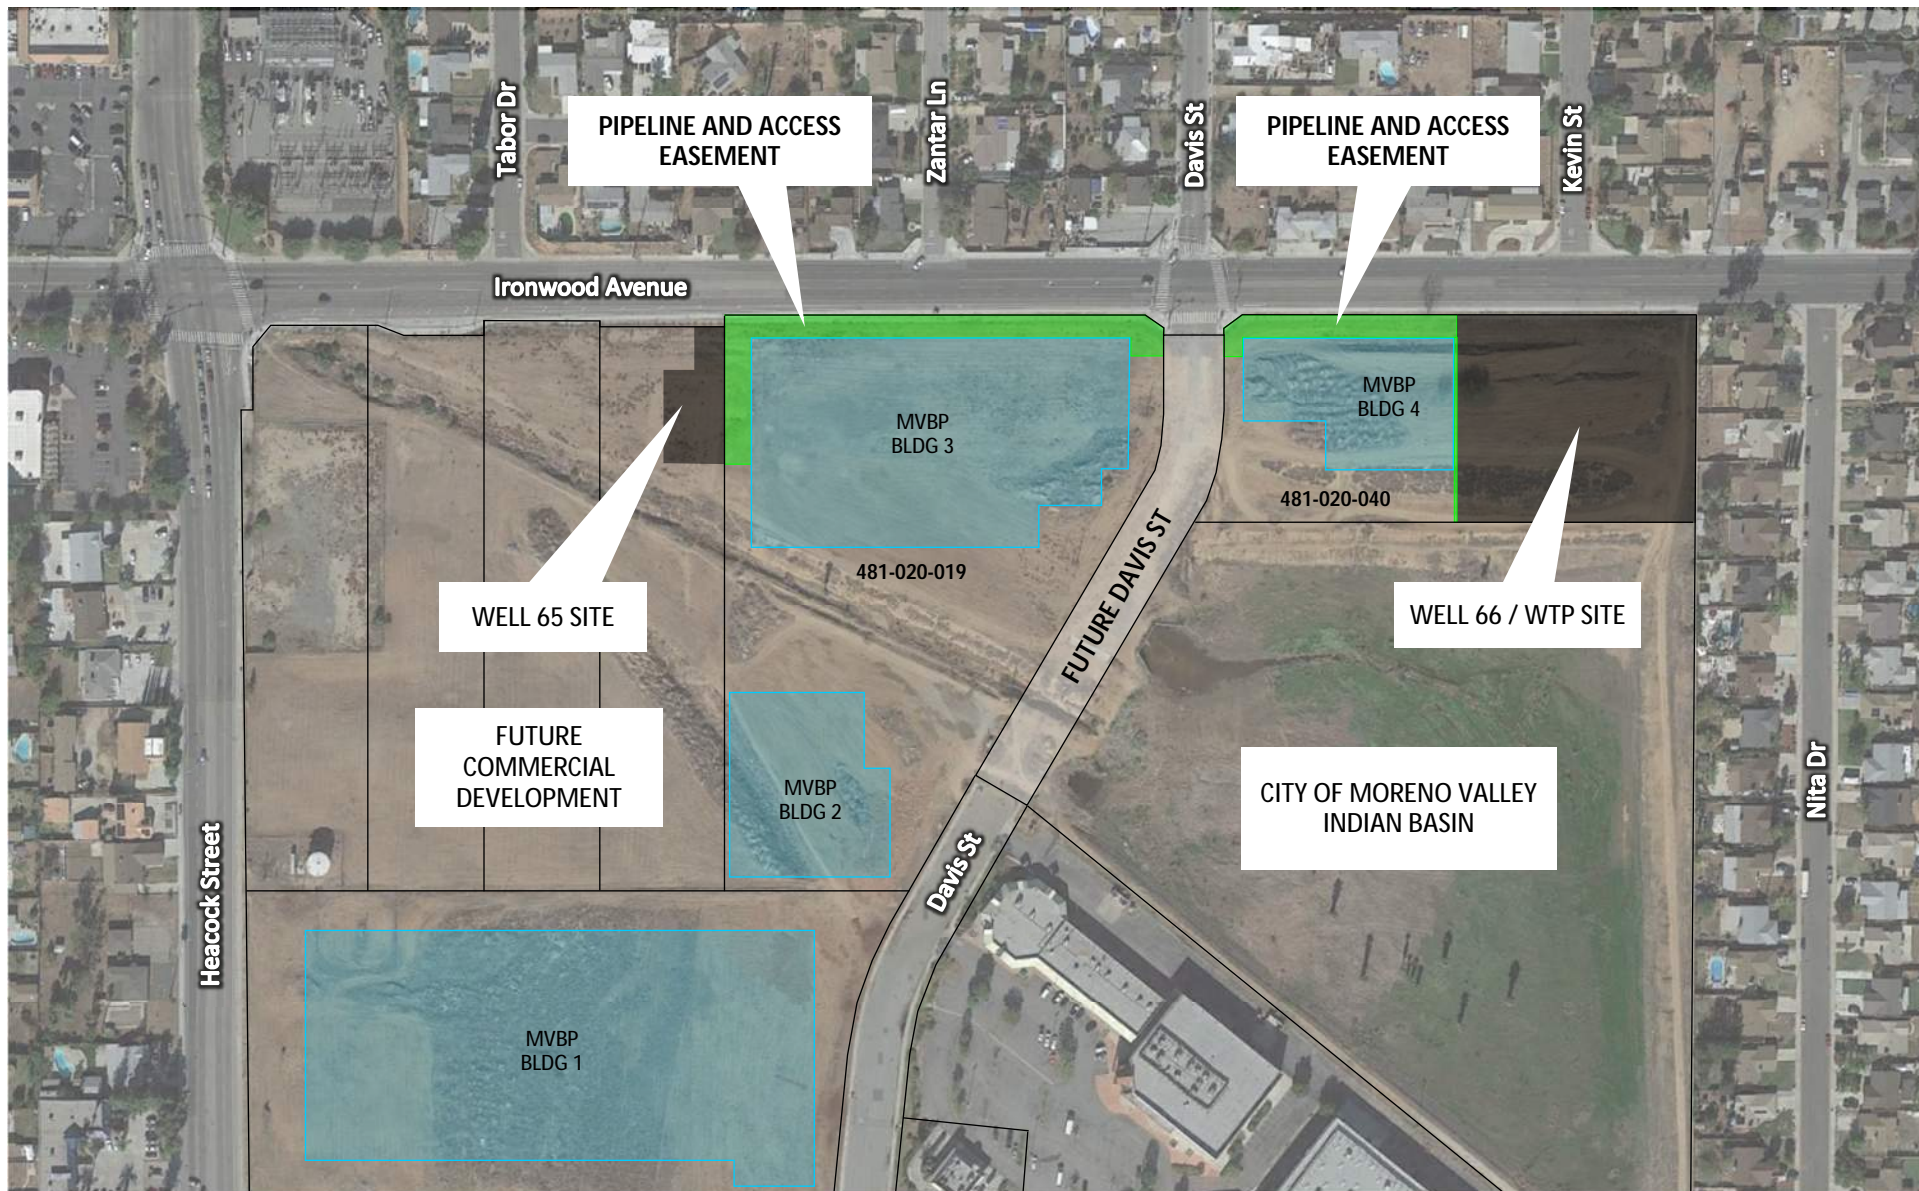 Tabor Dr
PIPELINE AND ACCESS
EASEMENT
Zantar Ln
Davis St
PIPELINE AND ACCESS
EASEMENT
Kevin St
Ironwood Avenue
MVBP
BLDG 3
MVBP
BLDG 4
481-020-019
481-020-040
WELL 65 SITE
FUTURE DAVIS ST
WELL 66 / WTP SITE
FUTURE
COMMERCIAL
DEVELOPMENT
MVBP
BLDG 2
CITY OF MORENO VALLEY
INDIAN BASIN
Nita Dr
Heacock Street
Davis St
MVBP
BLDG 1